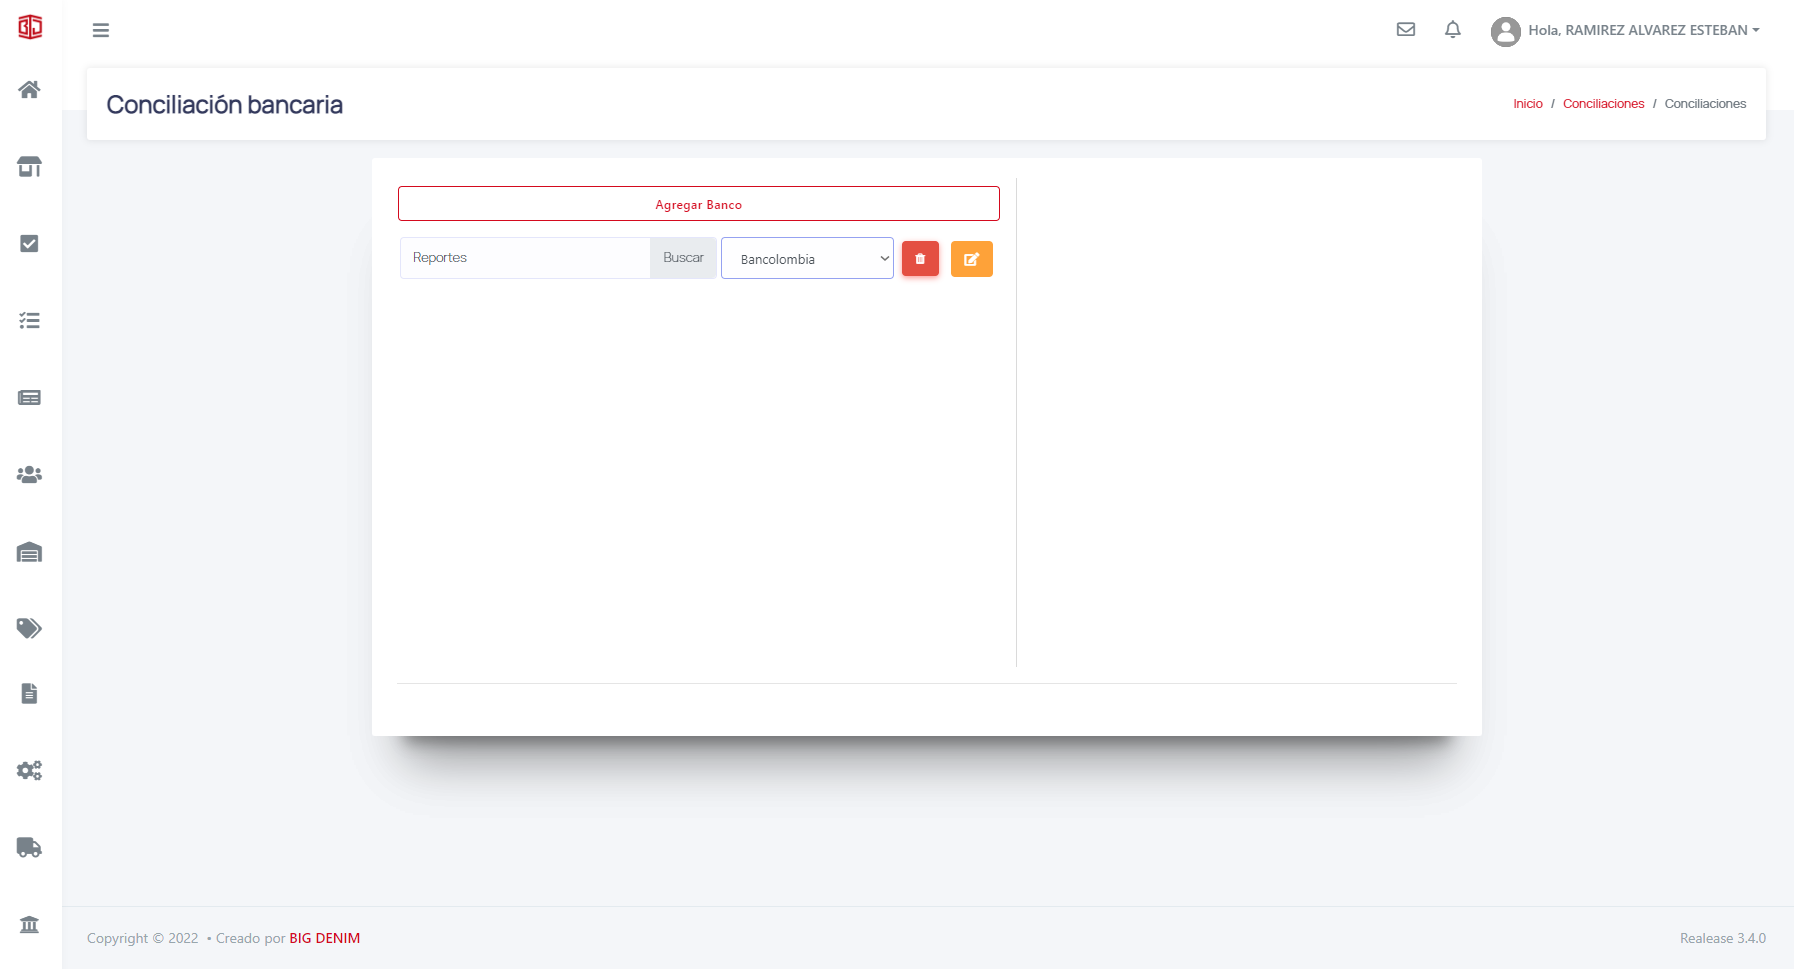 Hola, RAMIREZ ALVAREZ ESTEBAN
Conciliación bancaria
Inicio / Conciliaciones / Conciliaciones
Agregar Banco
Reportes Buscar Bancolombia
Copyright © 2022 • Creado por BIG DENIM
Realease 3.4.0